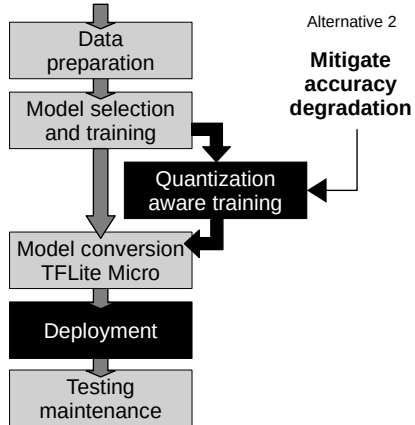 Alternative 2
Data
preparation
Mitigate
accuracy
degradation
Model selection
and training
Quantization
aware training
Model conversion
TFLite Micro
Deployment
Testing
maintenance